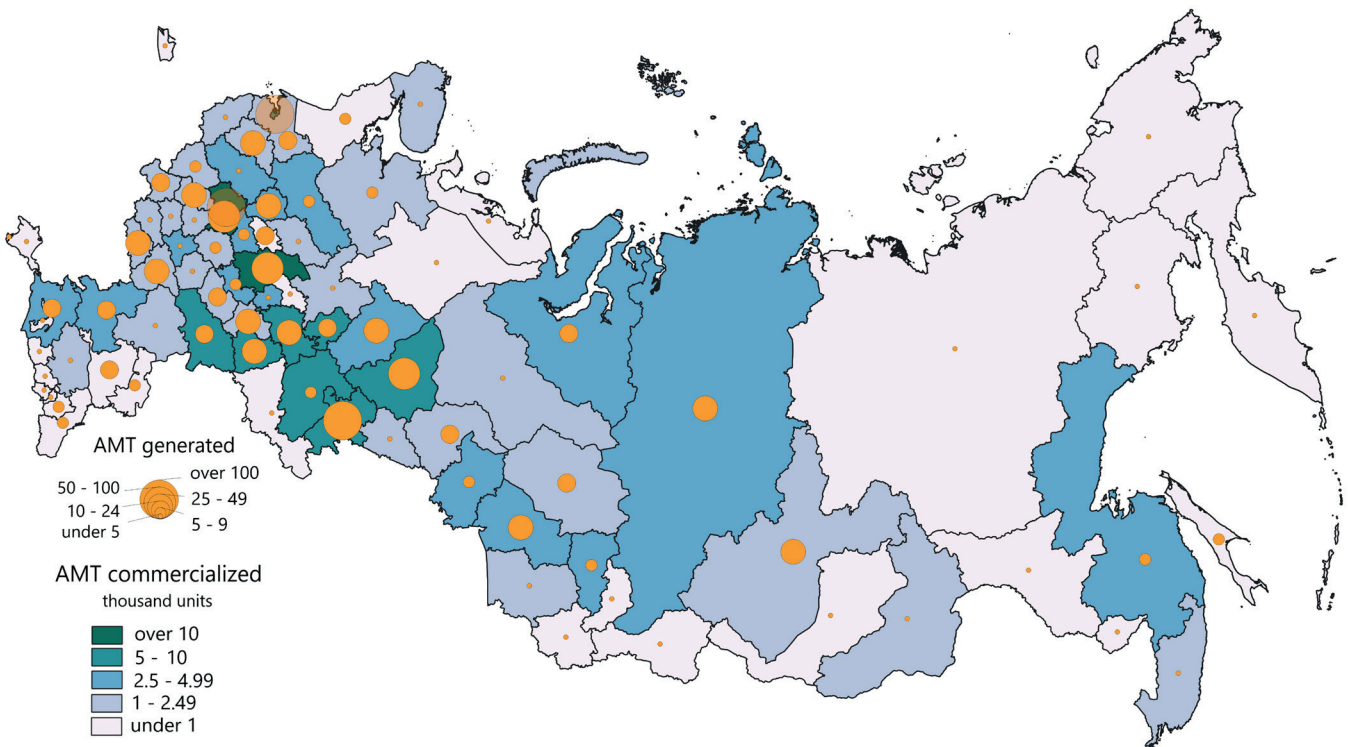 AMT generated
over 100
50 - 100
25 - 49
10 - 24
5 - 9
under 5
AMT commercialized
thousand units
over 10
5 - 10
2.5 - 4.99
1 - 2.49
under 1